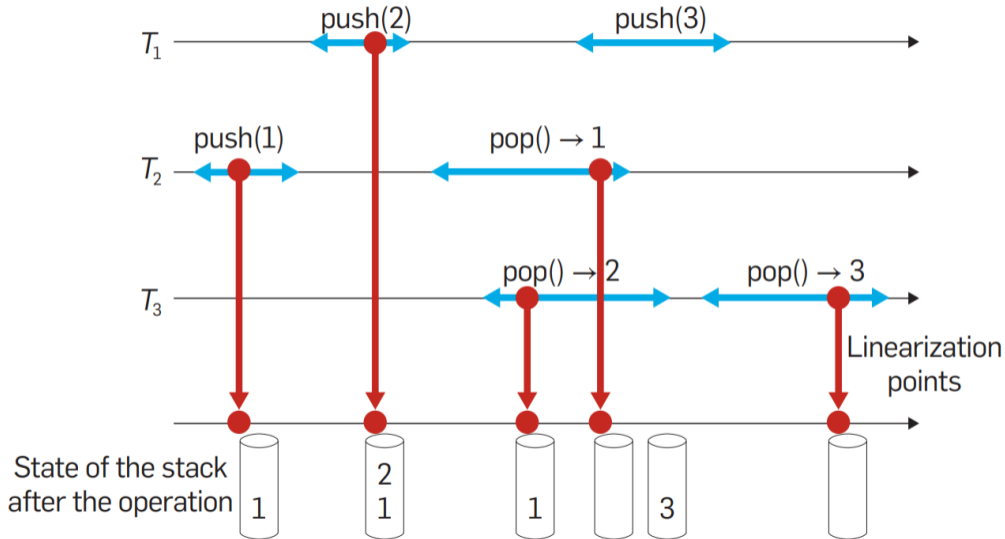 push(2)
push(3)
T1
push(1)
pop() → 1
T2
pop() → 2
pop() → 3
T3
Linearization
points
State of the stack
after the operation
2
1
1
1
3